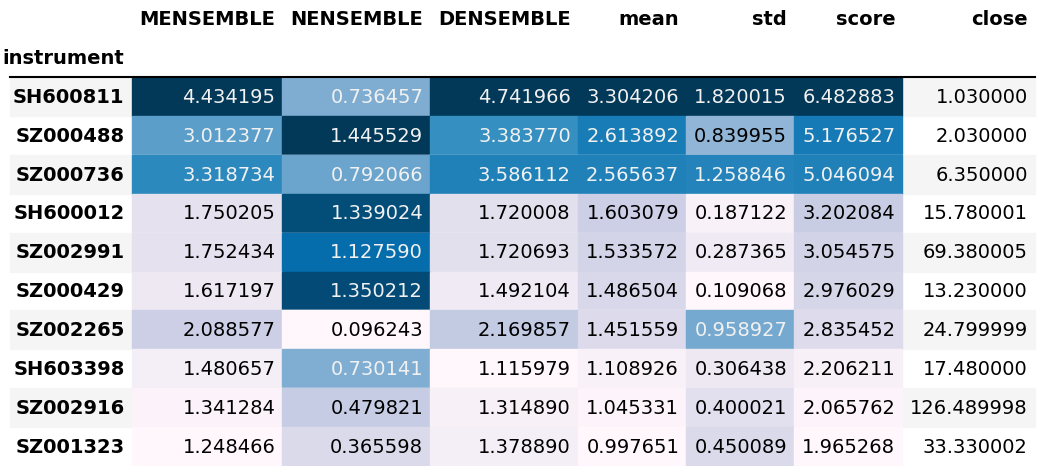 MENSEMBLE NENSEMBLE DENSEMBLE mean std score close
instrument
SH600811 4.434195 0.736457 4.741966 3.304206 1.820015 6.482883 1.030000
SZ000488 3.012377 1.445529 3.383770 2.613892 0.839955 5.176527 2.030000
SZ000736 3.318734 0.792066 3.586112 2.565637 1.258846 5.046094 6.350000
SH600012 1.750205 1.339024 1.720008 1.603079 0.187122 3.202084 15.780001
SZ002991 1.752434 1.127590 1.720693 1.533572 0.287365 3.054575 69.380005
SZ000429 1.617197 1.350212 1.492104 1.486504 0.109068 2.976029 13.230000
SZ002265 2.088577 0.096243 2.169857 1.451559 0.958927 2.835452 24.799999
SH603398 1.480657 0.730141 1.115979 1.108926 0.306438 2.206211 17.480000
SZ002916 1.341284 0.479821 1.314890 1.045331 0.400021 2.065762 126.489998
SZ001323 1.248466 0.365598 1.378890 0.997651 0.450089 1.965268 33.330002